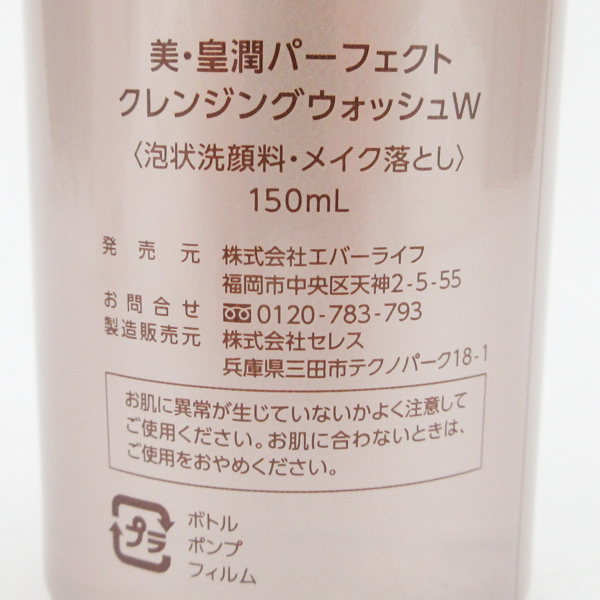 美・皇潤パーフェクト
クレンジングウォッシュW
〈泡状洗顔料・メイク落とし〉
150mL
発売元 株式会社エバーライフ
福岡市中央区天神2-5-55
お問合せ 0120-783-793
製造販売元 株式会社セレス
兵庫県三田市テクノパーク18-1
お肌に異常が生じていないかよく注意して
ご使用ください。お肌に合わないときは、
ご使用をおやめください。
プラ ボトル
ポンプ
フィルム